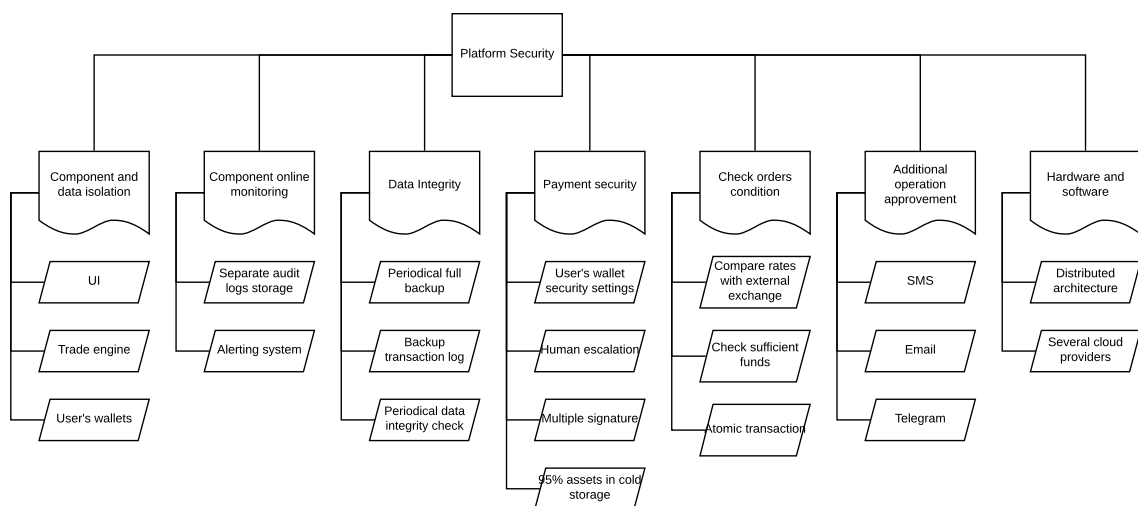 Platform Security
Component and
data isolation
Component online
monitoring
Data Integrity
Payment security
Check orders
condition
Additional
operation
approvement
Hardware and
software
UI
Separate audit
logs storage
Periodical full
backup
User's wallet
security settings
Compare rates
with external
exchange
SMS
Distributed
architecture
Trade engine
Alerting system
Backup
transaction log
Human escalation
Check sufficient
funds
Email
Several cloud
providers
User's wallets
Periodical data
integrity check
Multiple signature
Atomic transaction
Telegram
95% assets in cold
storage